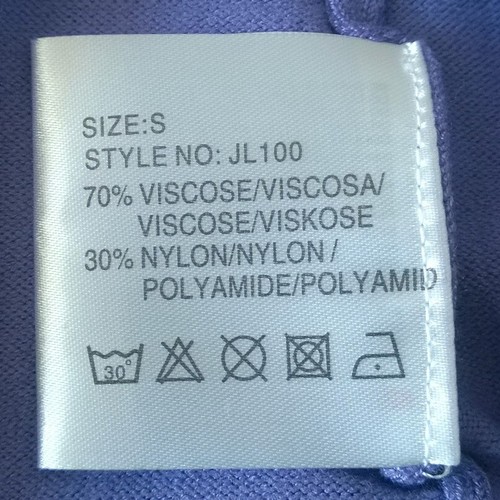 SIZE:S
STYLE NO: JL100
70% VISCOSE/VISCOSA/
VISCOSE/VISKOSE
30% NYLON/NYLON /
POLYAMIDE/POLYAMID
30°